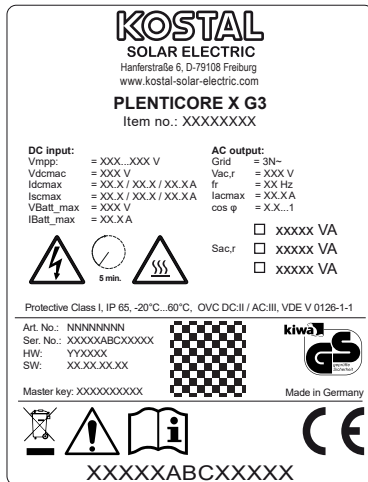 KOSTAL
SOLAR ELECTRIC
Hanferstraße 6, D-79108 Freiburg
www.kostal-solar-electric.com
PLENTICORE X G3
Item no.: XXXXXXXX
DC input:
Vmpp: = XXX...XXX V
Vdcmac = XXX V
Idcmax = XX.X / XX.X / XX.XA
Iscmax = XX.X / XX.X / XX.XA
VBatt_max = XXX V
IBatt_max = XX.XA
AC output:
Grid = 3N~
Vac,r = XXX V
fr = XX Hz
Iacmax = XX.XA
cos φ = X.X...1
xxxxx VA
Sac,r xxxxx VA
xxxxx VA
5 min.
Protective Class I, IP 65, -20°C...60°C, OVC DC:II / AC:III, VDE V 0126-1-1
Art. No.: NNNNNNNN
Ser. No.: XXXXXABCXXXXX
HW: YYXXXX
SW: XX.XX.XX.XX
Master key: XXXXXXXXXX
kiwa
GS
geprüfte
Sicherheit
Made in Germany
i
CE
XXXXXABCXXXXX